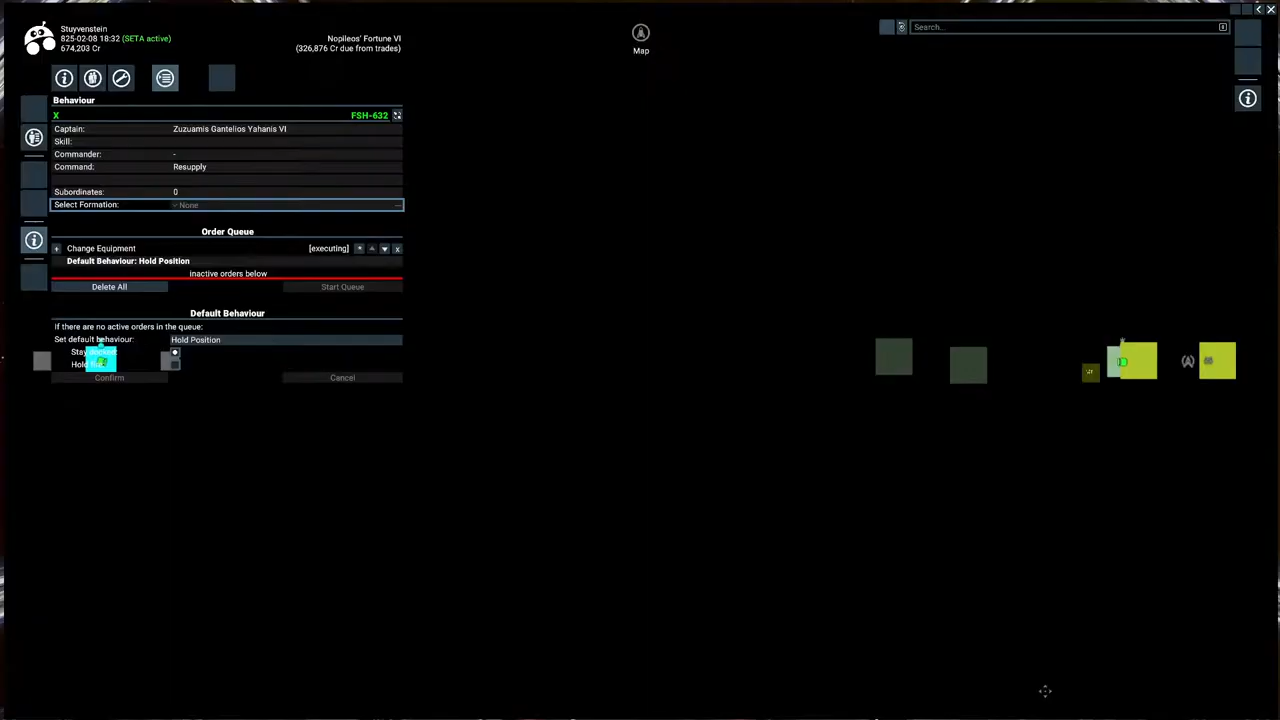 Stuyvenstein
825-02-08 18:32 (SETA active)
674,203 Cr
Nopileos' Fortune VI
(326,876 Cr due from trades)
Map
Search...
Behaviour
X FSH-632
Captain: Zuzuamis Gantelios Yahanis VI
Skill:
Commander: -
Command: Resupply
Subordinates: 0
Select Formation: None
Order Queue
+ Change Equipment [executing] x
Default Behaviour: Hold Position
inactive orders below
Delete All Start Queue
Default Behaviour
If there are no active orders in the queue:
Set default behaviour: Hold Position
Stay docked:
Hold
Confirm Cancel